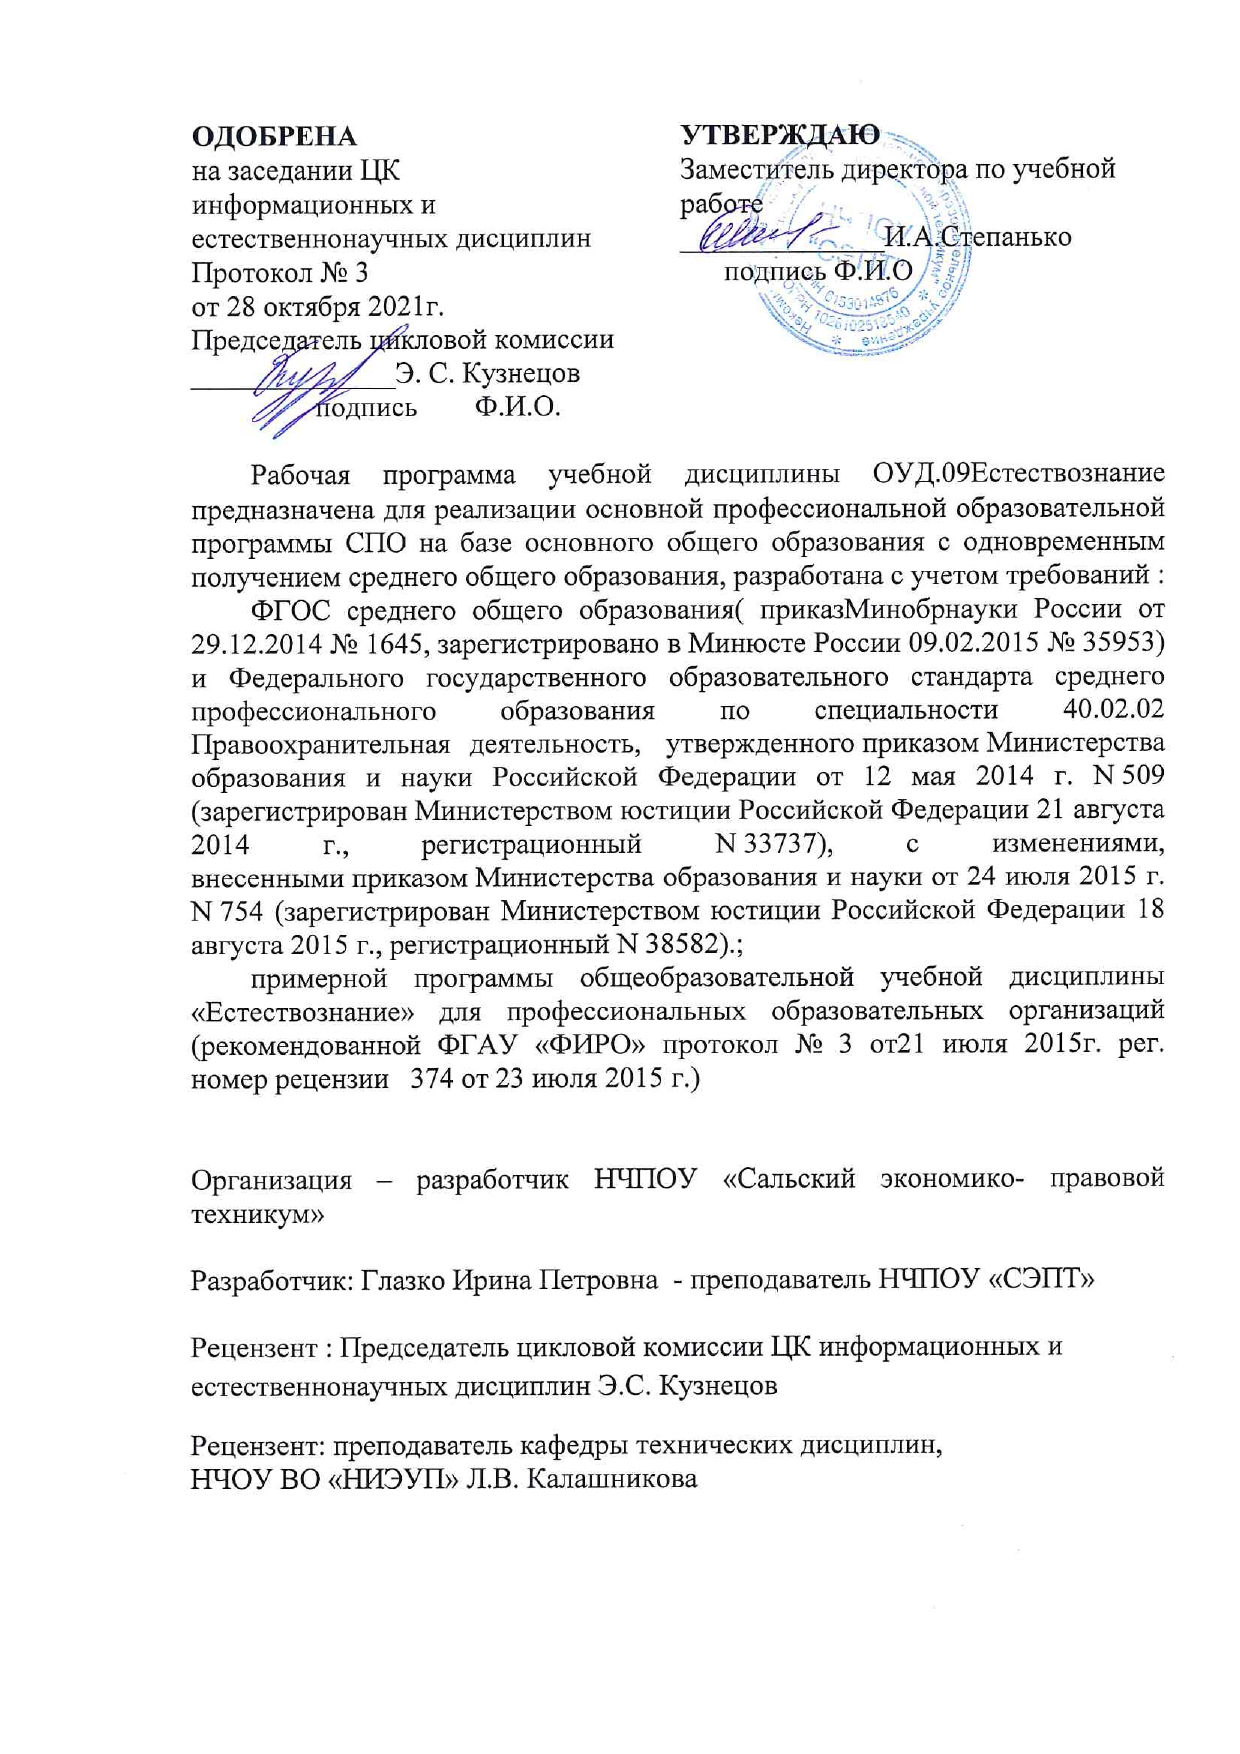 ОДОБРЕНА
на заседании ЦК
информационных и
естественнонаучных дисциплин
Протокол № 3
от 28 октября 2021г.
Председатель цикловой комиссии
_______________Э. С. Кузнецов
подпись Ф.И.О.
УТВЕРЖДАЮ
Заместитель директора по учебной
работе
_______________И.А.Степанько
подпись Ф.И.О
Рабочая программа учебной дисциплины ОУД.09Естествознание
предназначена для реализации основной профессиональной образовательной
программы СПО на базе основного общего образования с одновременным
получением среднего общего образования, разработана с учетом требований :
ФГОС среднего общего образования( приказМинобрнауки России от
29.12.2014 № 1645, зарегистрировано в Минюсте России 09.02.2015 № 35953)
и Федерального государственного образовательного стандарта среднего
профессионального образования по специальности 40.02.02
Правоохранительная деятельность, утвержденного приказом Министерства
образования и науки Российской Федерации от 12 мая 2014 г. N 509
(зарегистрирован Министерством юстиции Российской Федерации 21 августа
2014 г., регистрационный N 33737), с изменениями,
внесенными приказом Министерства образования и науки от 24 июля 2015 г.
N 754 (зарегистрирован Министерством юстиции Российской Федерации 18
августа 2015 г., регистрационный N 38582).;
примерной программы общеобразовательной учебной дисциплины
«Естествознание» для профессиональных образовательных организаций
(рекомендованной ФГАУ «ФИРО» протокол № 3 от21 июля 2015г. рег.
номер рецензии 374 от 23 июля 2015 г.)
Организация – разработчик НЧПОУ «Сальский экономико- правовой
техникум»
Разработчик: Глазко Ирина Петровна - преподаватель НЧПОУ «СЭПТ»
Рецензент : Председатель цикловой комиссии ЦК информационных и
естественнонаучных дисциплин Э.С. Кузнецов
Рецензент: преподаватель кафедры технических дисциплин,
НЧОУ ВО «НИЭУП» Л.В. Калашникова